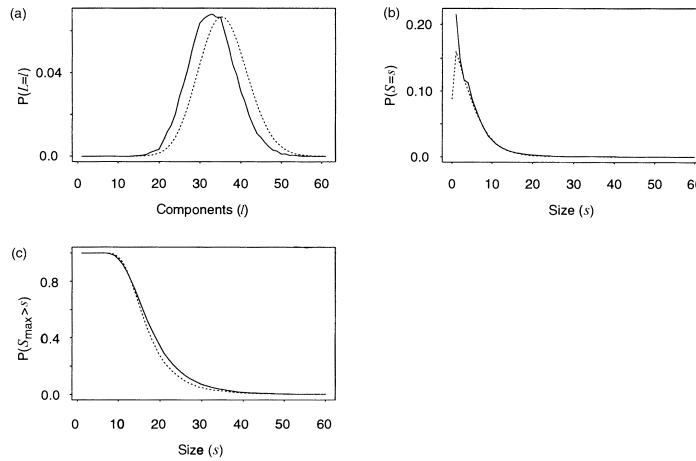 (a)
P(L=l)
0.04
0.0
0 10 20 30 40 50 60
Components (l)
(b)
P(S=s)
0.20
0.10
0.0
0 10 20 30 40 50 60
Size (s)
(c)
P(Smax>s)
0.8
0.4
0.0
0 10 20 30 40 50 60
Size (s)